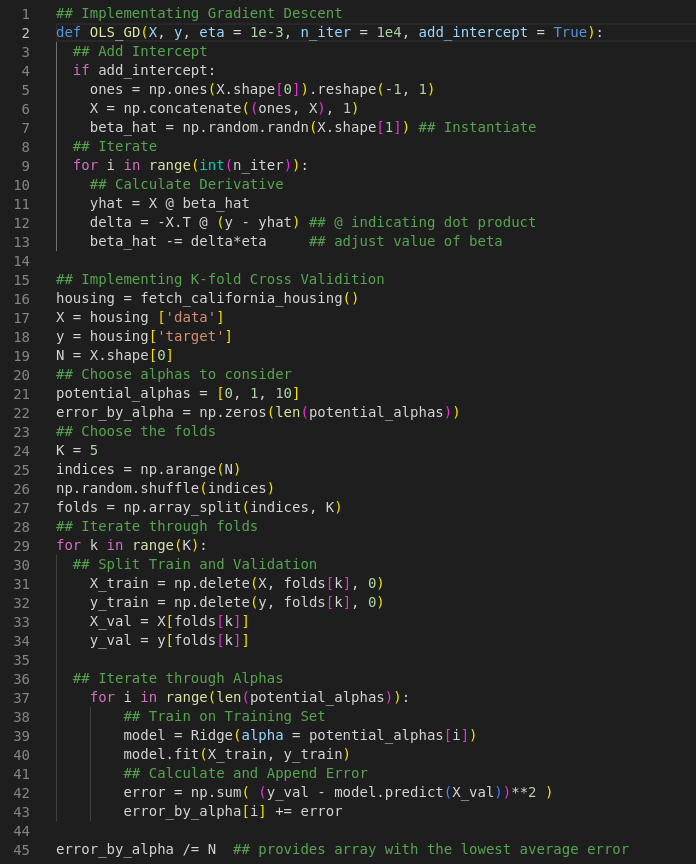 1 ## Implementating Gradient Descent
2 def OLS_GD(X, y, eta = 1e-3, n_iter = 1e4, add_intercept = True):
3 ## Add Intercept
4 if add_intercept:
5 ones = np.ones(X.shape[0]).reshape(-1, 1)
6 X = np.concatenate((ones, X), 1)
7 beta_hat = np.random.randn(X.shape[1]) ## Instantiate
8 ## Iterate
9 for i in range(int(n_iter)):
10 ## Calculate Derivative
11 yhat = X @ beta_hat
12 delta = -X.T @ (y - yhat) ## @ indicating dot product
13 beta_hat -= delta*eta ## adjust value of beta
14
15 ## Implementing K-fold Cross Validition
16 housing = fetch_california_housing()
17 X = housing ['data']
18 y = housing['target']
19 N = X.shape[0]
20 ## Choose alphas to consider
21 potential_alphas = [0, 1, 10]
22 error_by_alpha = np.zeros(len(potential_alphas))
23 ## Choose the folds
24 K = 5
25 indices = np.arange(N)
26 np.random.shuffle(indices)
27 folds = np.array_split(indices, K)
28 ## Iterate through folds
29 for k in range(K):
30 ## Split Train and Validation
31 X_train = np.delete(X, folds[k], 0)
32 y_train = np.delete(y, folds[k], 0)
33 X_val = X[folds[k]]
34 y_val = y[folds[k]]
35
36 ## Iterate through Alphas
37 for i in range(len(potential_alphas)):
38 ## Train on Training Set
39 model = Ridge(alpha = potential_alphas[i])
40 model.fit(X_train, y_train)
41 ## Calculate and Append Error
42 error = np.sum( (y_val - model.predict(X_val))**2 )
43 error_by_alpha[i] += error
44
45 error_by_alpha /= N ## provides array with the lowest average error